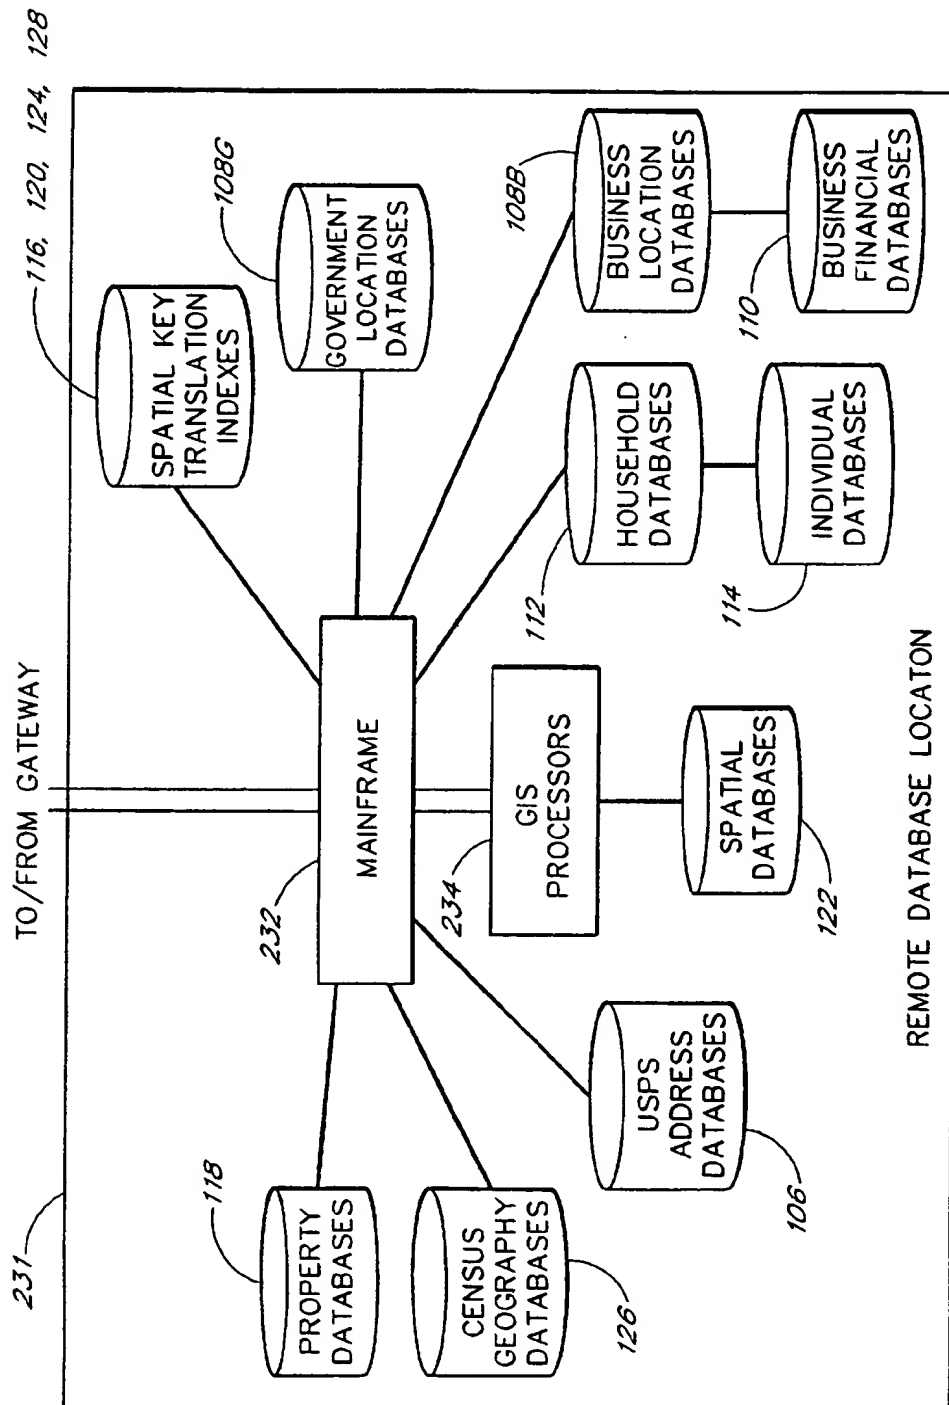 231
TO/FROM GATEWAY
116, 120, 124, 128
SPATIAL KEY
TRANSLATION
INDEXES
108G
GOVERNMENT
LOCATION
DATABASES
118
PROPERTY
DATABASES
232
MAINFRAME
CENSUS
GEOGRAPHY
DATABASES
126
234
GIS
PROCESSORS
108B
BUSINESS
LOCATION
DATABASES
112
HOUSEHOLD
DATABASES
USPS
ADDRESS
DATABASES
106
SPATIAL
DATABASES
122
114
INDIVIDUAL
DATABASES
110
BUSINESS
FINANCIAL
DATABASES
REMOTE DATABASE LOCATON